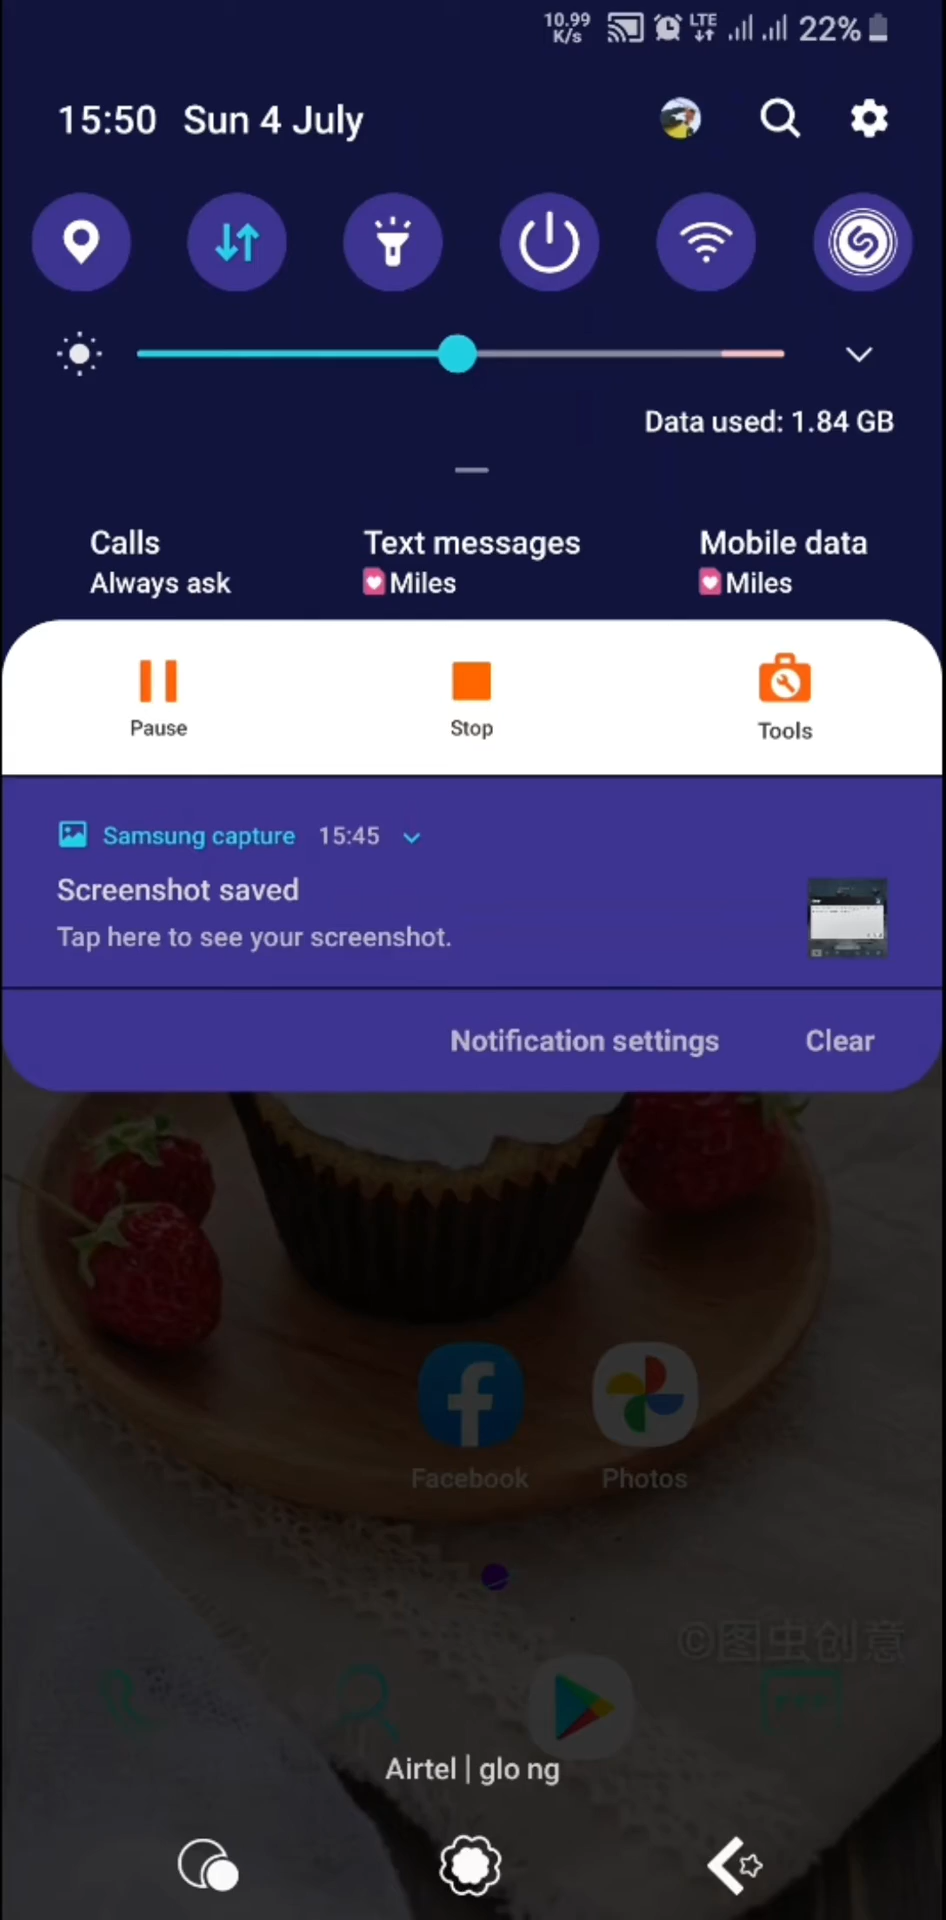 10.99 K/s LTE 22%
15:50 Sun 4 July
Data used: 1.84 GB
Calls Text messages Mobile data
Always ask Miles Miles
Pause Stop Tools
Samsung capture 15:45
Screenshot saved
Tap here to see your screenshot.
Notification settings Clear
Facebook Photos
©图虫创意
Airtel | glo ng